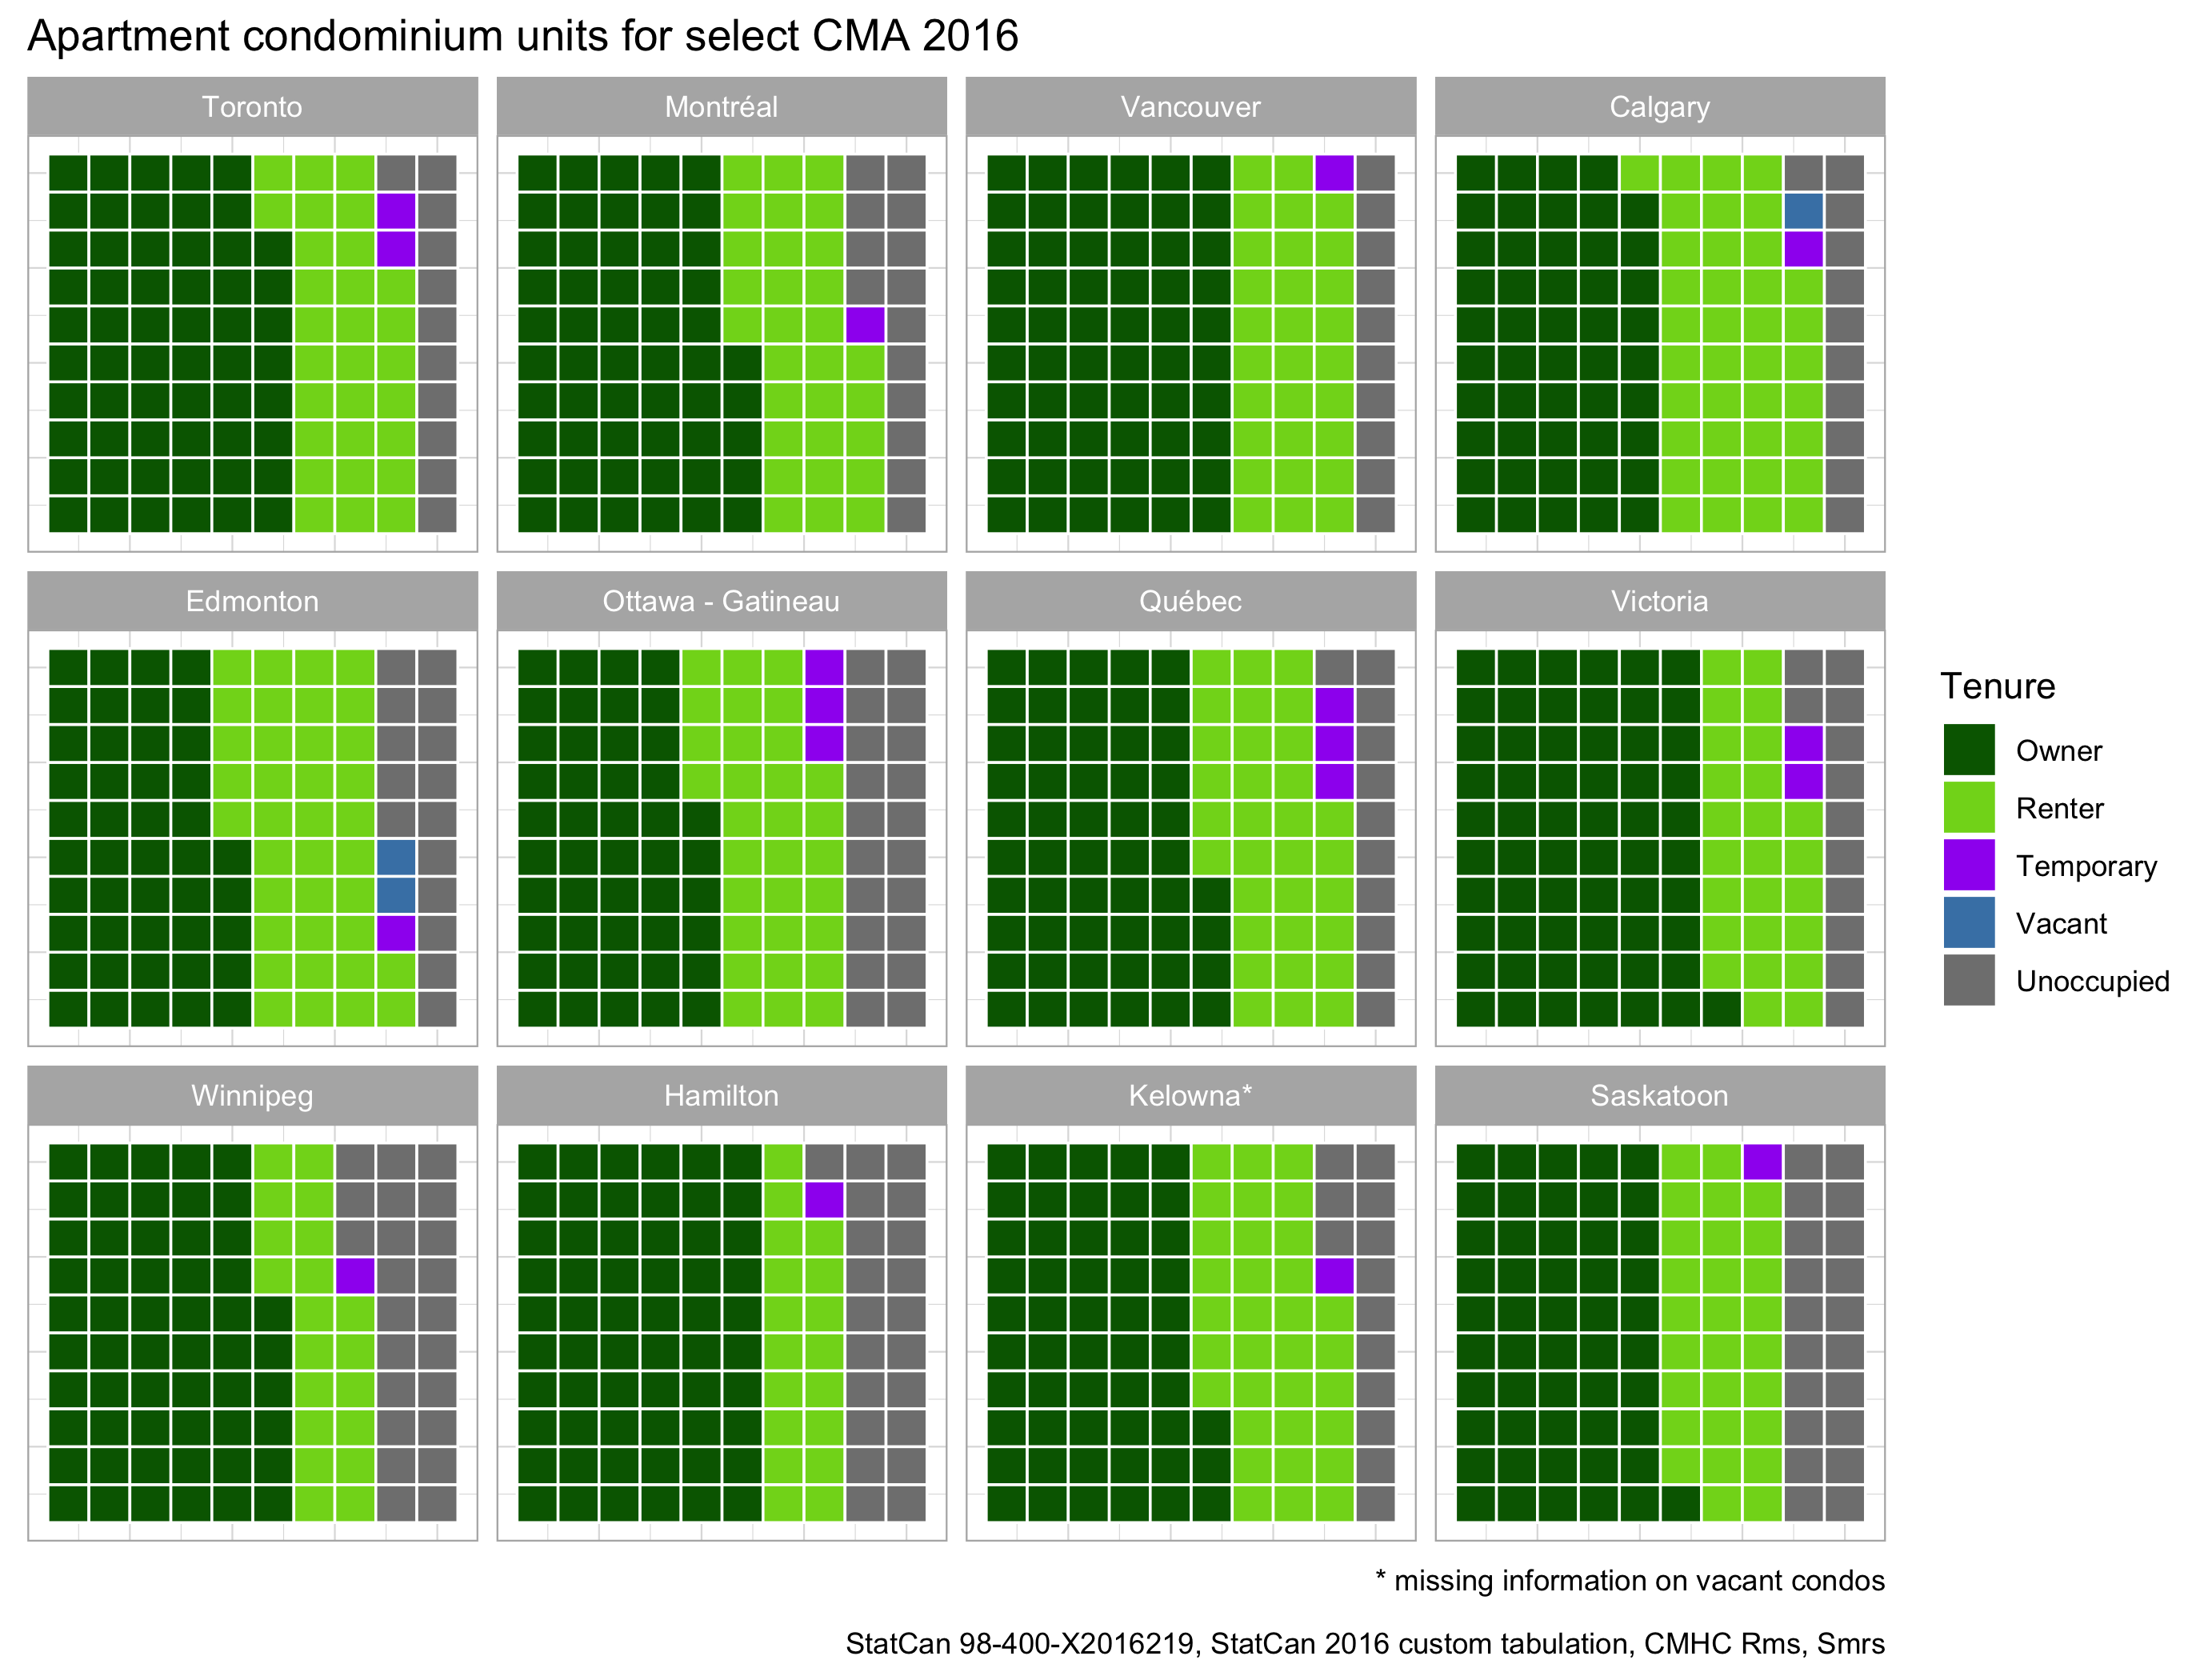 Apartment condominium units for select CMA 2016
Toronto
Montréal
Vancouver
Calgary
Edmonton
Ottawa - Gatineau
Québec
Victoria
Winnipeg
Hamilton
Kelowna*
Saskatoon
Tenure
Owner
Renter
Temporary
Vacant
Unoccupied
* missing information on vacant condos
StatCan 98-400-X2016219, StatCan 2016 custom tabulation, CMHC Rms, Smrs